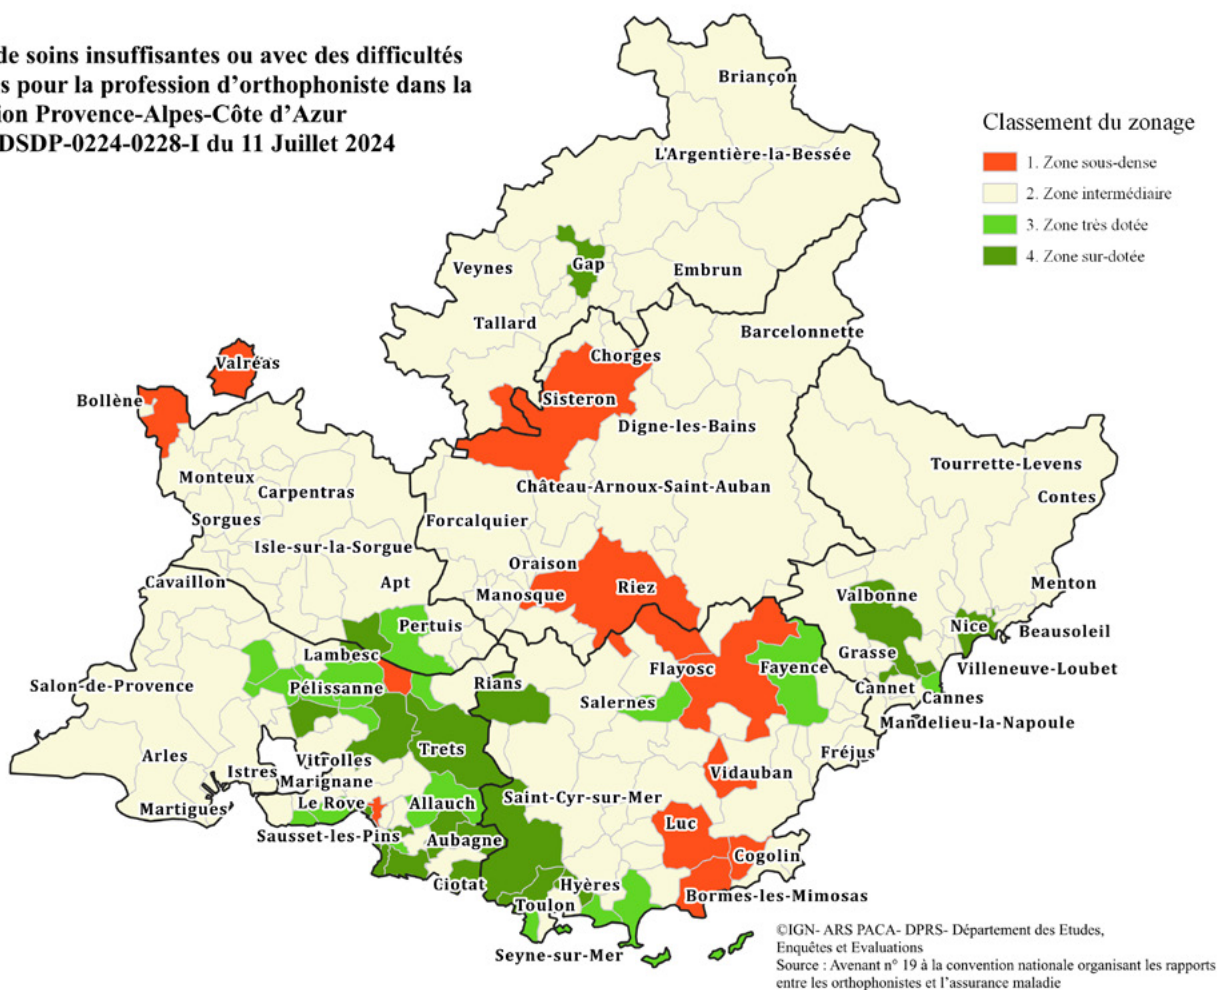 de soins insuffisantes ou avec des difficultés
s pour la profession d'orthophoniste dans la
ion Provence-Alpes-Côte d'Azur
DSDP-0224-0228-I du 11 Juillet 2024
Classement du zonage
1. Zone sous-dense
2. Zone intermédiaire
3. Zone très dotée
4. Zone sur-dotée
Briançon
L'Argentière-la-Bessée
Gap
Veynes
Embrun
Tallard
Barcelonnette
Chorges
Valréas
Bollène
Sisteron
Digne-les-Bains
Tourrette-Levens
Monteux
Carpentras
Château-Arnoux-Saint-Auban
Contes
Sorgues
Forcalquier
Isle-sur-la-Sorgue
Oraison
Cavaillon
Apt
Manosque
Riez
Valbonne
Menton
Pertuis
Nice
Beausoleil
Lambesc
Grasse
Villeneuve-Loubet
Salon-de-Provence
Pélissanne
Rians
Flayosc
Fayence
Salernes
Cannet
Cannes
Mandelieu-la-Napoule
Arles
Trets
Fréjus
Istres
Vitrolles
Marignane
Vidauban
Martigues
Le Rove
Allauch
Saint-Cyr-sur-Mer
Luc
Sausset-les-Pins
Aubagne
Cogolin
Ciotat
Hyères
Bormes-les-Mimosas
Toulon
Seyne-sur-Mer
©IGN- ARS PACA- DPRS- Département des Etudes,
Enquêtes et Evaluations
Source : Avenant n° 19 à la convention nationale organisant les rapports
entre les orthophonistes et l'assurance maladie